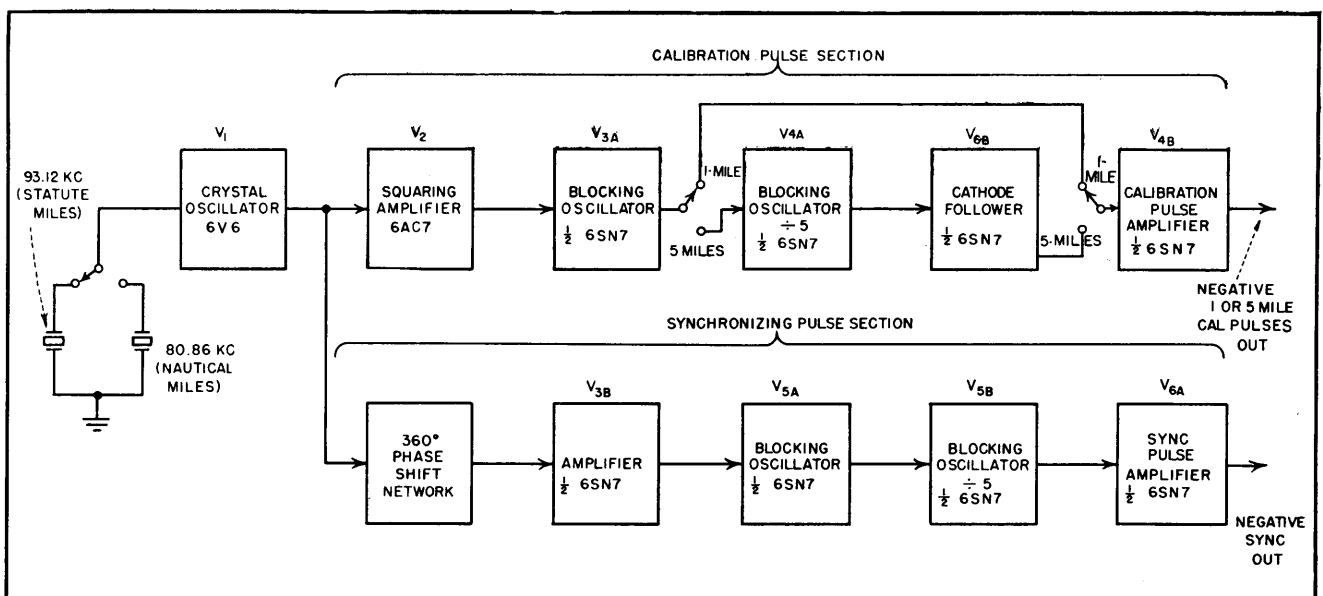 CALIBRATION PULSE SECTION
V1
V2
V3A
V4A
V6B
V4B
93.12 KC
(STATUTE
MILES)
CRYSTAL
OSCILLATOR
6V6
SQUARING
AMPLIFIER
6AC7
BLOCKING
OSCILLATOR
1/2 6SN7
1-MILE
5 MILES
BLOCKING
OSCILLATOR
÷ 5
1/2 6SN7
CATHODE
FOLLOWER
1/2 6SN7
1-
MILE
5-MILES
CALIBRATION
PULSE
AMPLIFIER
1/2 6SN7
NEGATIVE
1 OR 5 MILE
CAL PULSES
OUT
80.86 KC
(NAUTICAL
MILES)
SYNCHRONIZING PULSE SECTION
V3B
V5A
V5B
V6A
360°
PHASE
SHIFT
NETWORK
AMPLIFIER
1/2 6SN7
BLOCKING
OSCILLATOR
1/2 6SN7
BLOCKING
OSCILLATOR
÷ 5
1/2 6SN7
SYNC
PULSE
AMPLIFIER
1/2 6SN7
NEGATIVE
SYNC
OUT